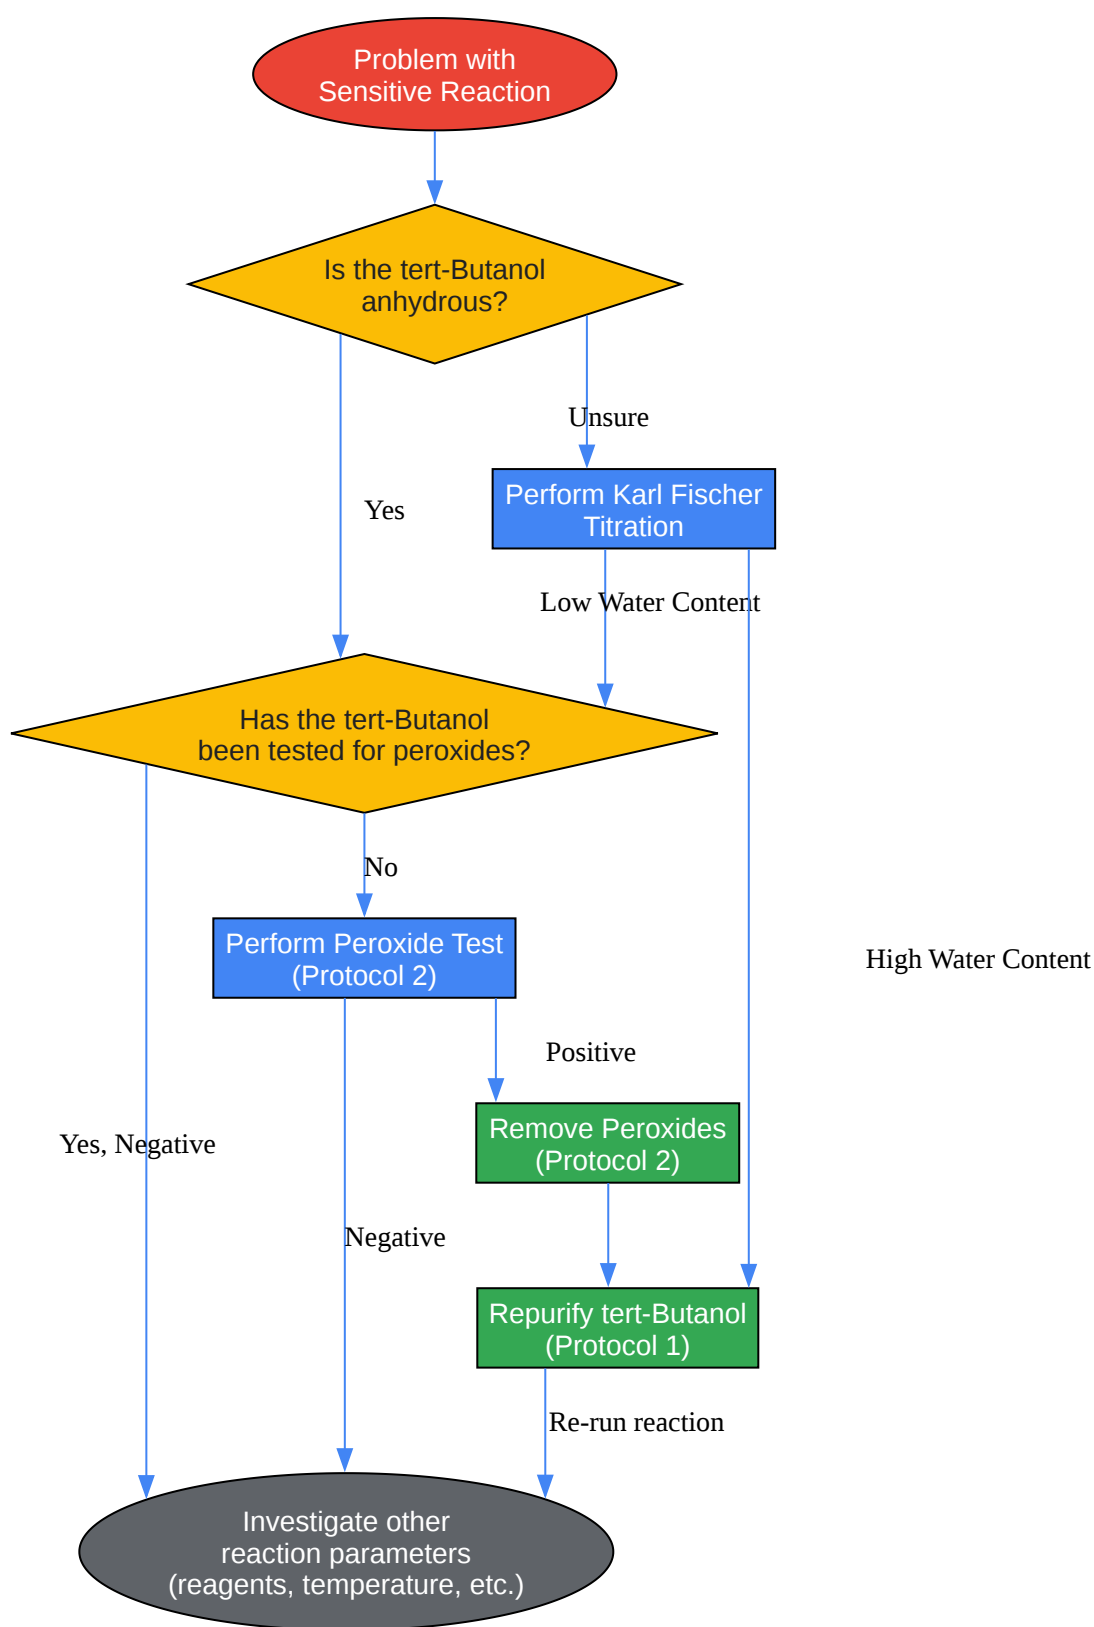 Problem with
Sensitive Reaction
Is the tert-Butanol
anhydrous?
Unsure
Perform Karl Fischer
Titration
Yes
Low Water Content
Has the tert-Butanol
been tested for peroxides?
No
Perform Peroxide Test
(Protocol 2)
High Water Content
Positive
Remove Peroxides
(Protocol 2)
Yes, Negative
Negative
Repurify tert-Butanol
(Protocol 1)
Re-run reaction
Investigate other
reaction parameters
(reagents, temperature, etc.)